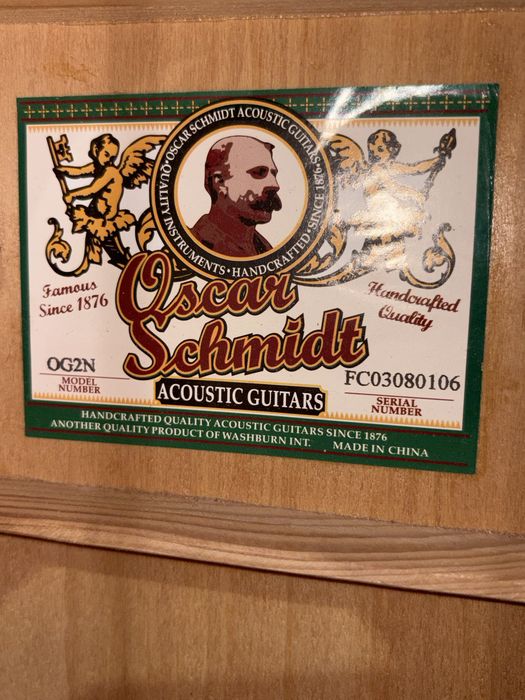 OSCAR SCHMIDT ACOUSTIC GUITARS • SINCE 1876 • HANDCRAFTED • QUALITY INSTRUMENTS •
Famous
Since 1876
Oscar
Schmidt
Handcrafted
Quality
OG2N
MODEL
NUMBER
ACOUSTIC GUITARS
FC03080106
SERIAL
NUMBER
HANDCRAFTED QUALITY ACOUSTIC GUITARS SINCE 1876
ANOTHER QUALITY PRODUCT OF WASHBURN INT. MADE IN CHINA